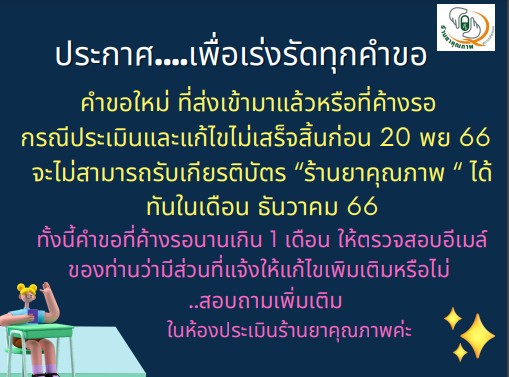 ร้านยาคุณภาพ
ประกาศ....เพื่อเร่งรัดทุกคำขอ
คำขอใหม่ ที่ส่งเข้ามาแล้วหรือที่ค้างรอ
กรณีประเมินและแก้ไขไม่เสร็จสิ้นก่อน 20 พย 66
จะไม่สามารถรับเกียรติบัตร “ร้านยาคุณภาพ “ ได้
ทันในเดือน ธันวาคม 66
ทั้งนี้คำขอที่ค้างรอนานเกิน 1 เดือน ให้ตรวจสอบอีเมล์
ของท่านว่ามีส่วนที่แจ้งให้แก้ไขเพิมเติมหรือไม่
..สอบถามเพิ่มเติม
ในห้องประเมินร้านยาคุณภาพค่ะ